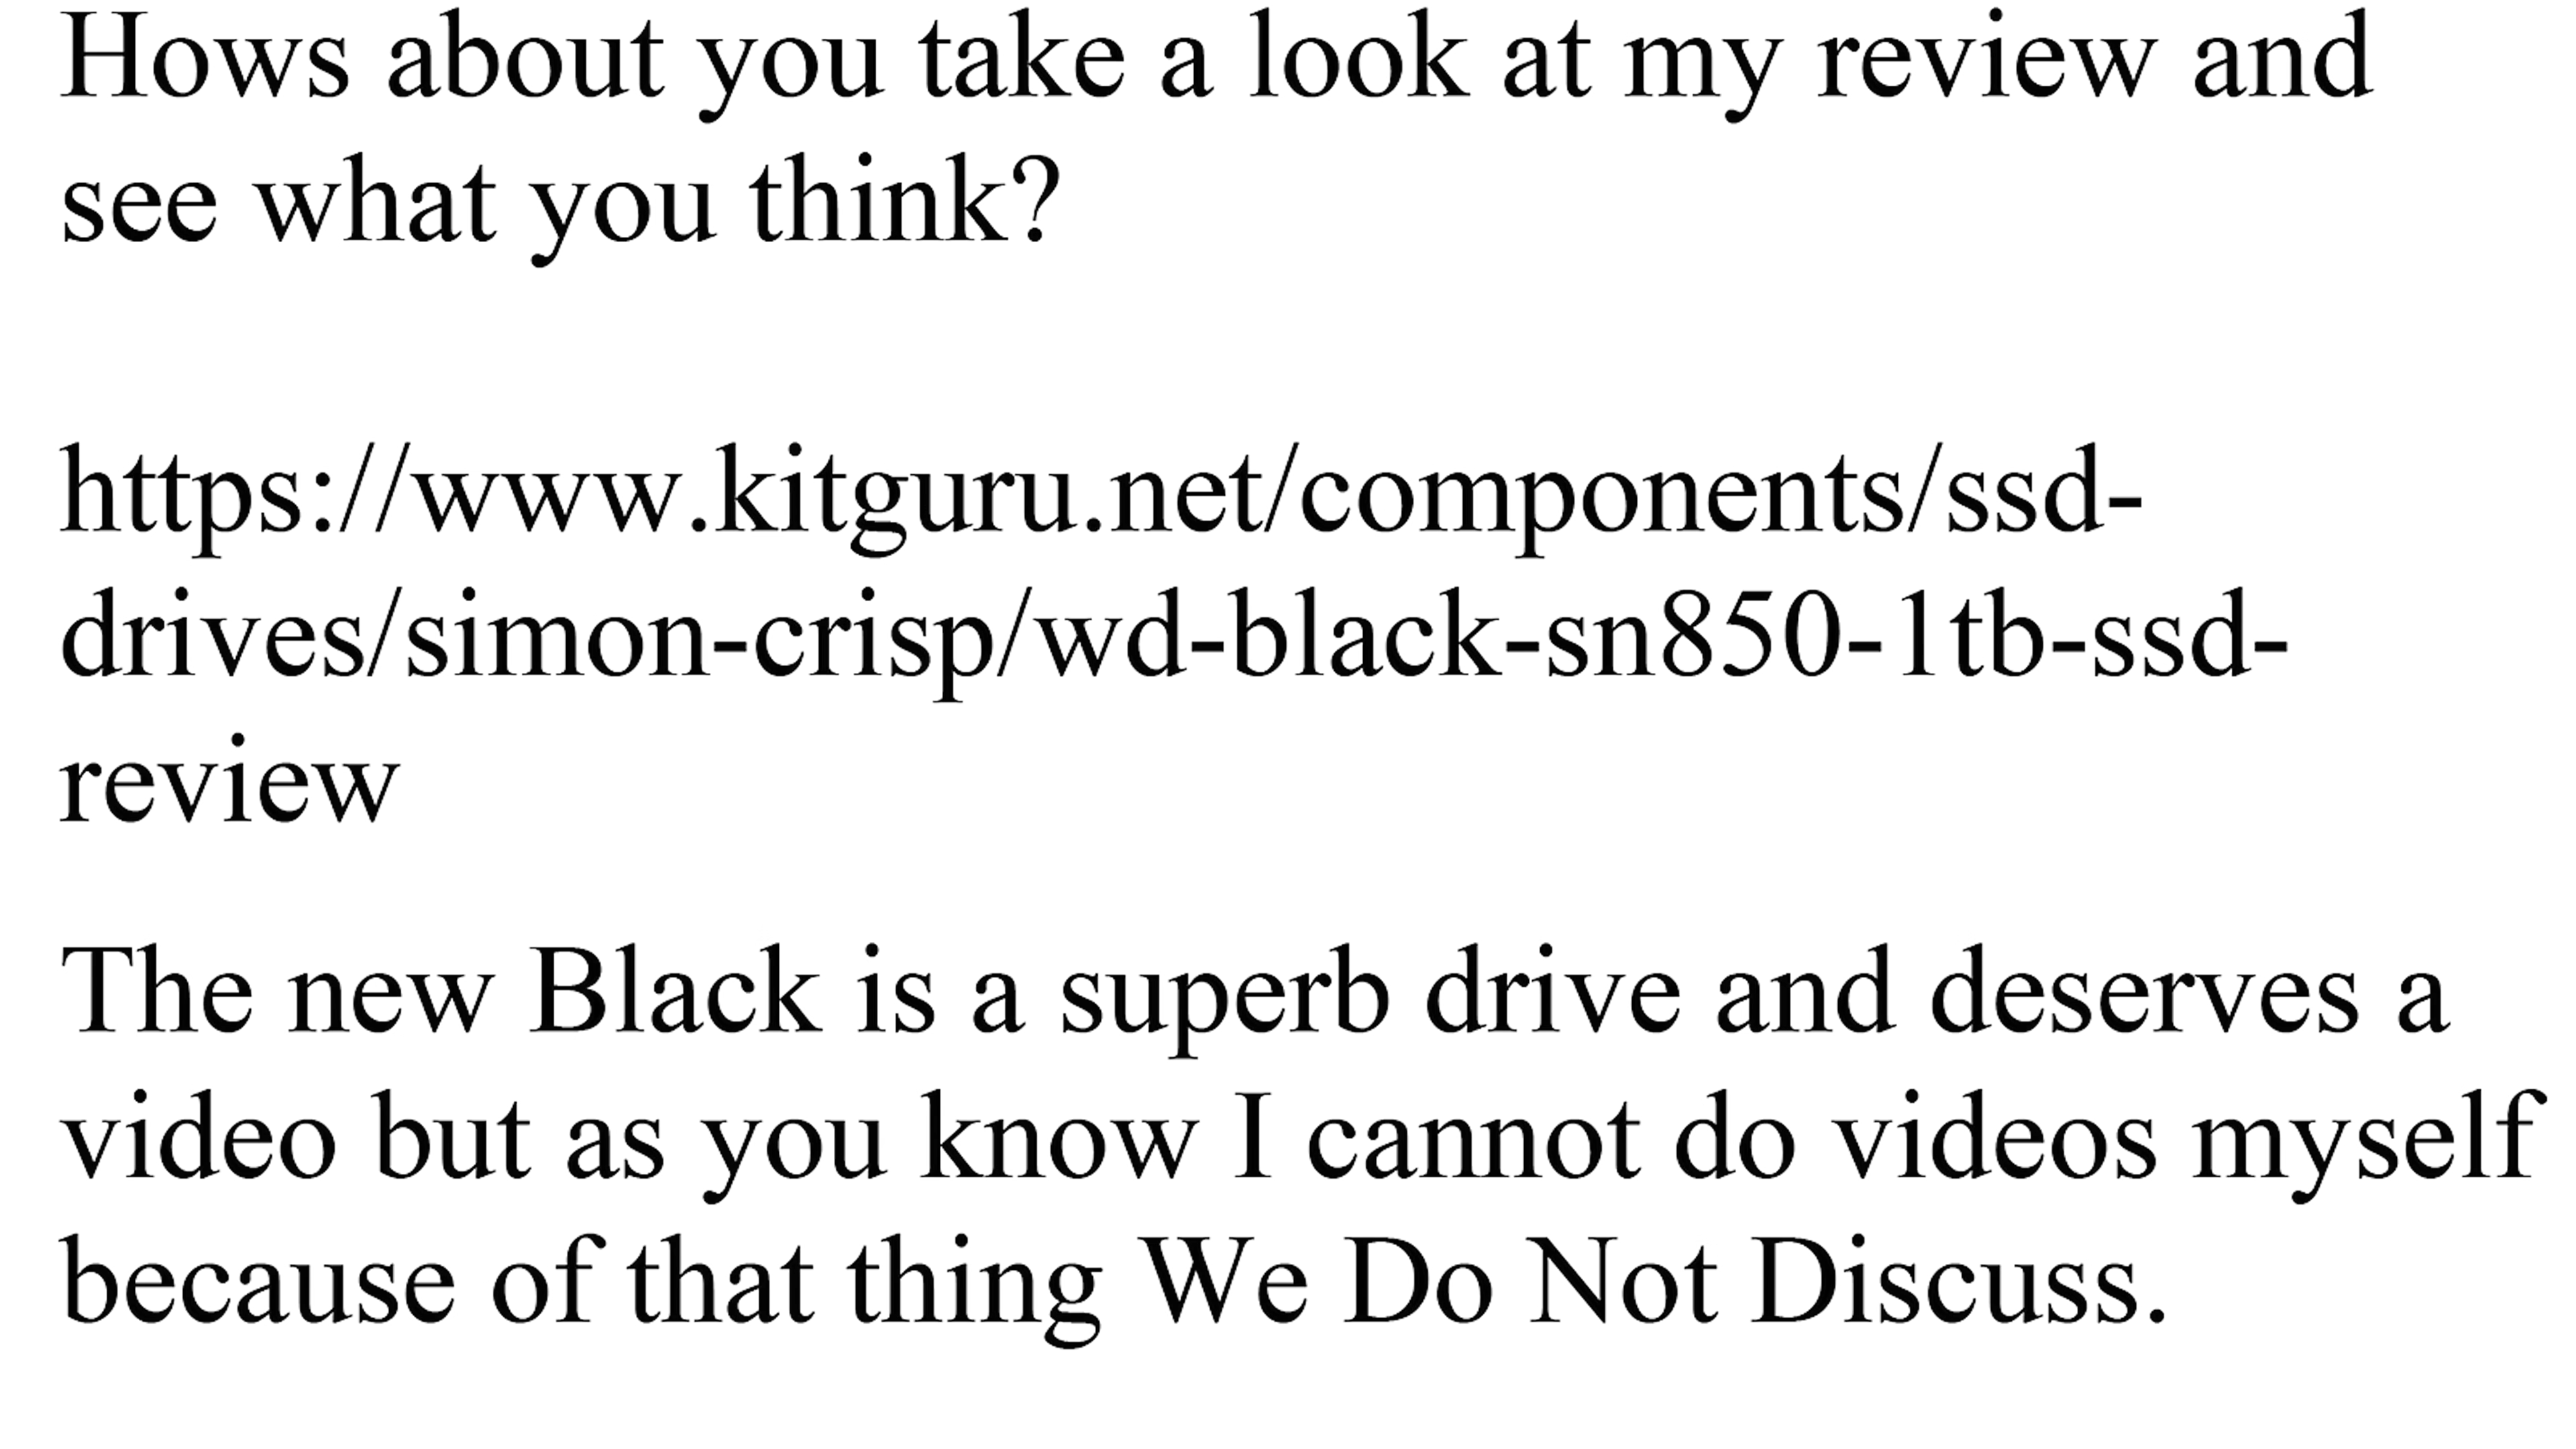 Hows about you take a look at my review and
see what you think?
https://www.kitguru.net/components/ssd-
drives/simon-crisp/wd-black-sn850-1tb-ssd-
review
The new Black is a superb drive and deserves a
video but as you know I cannot do videos myself
because of that thing We Do Not Discuss.